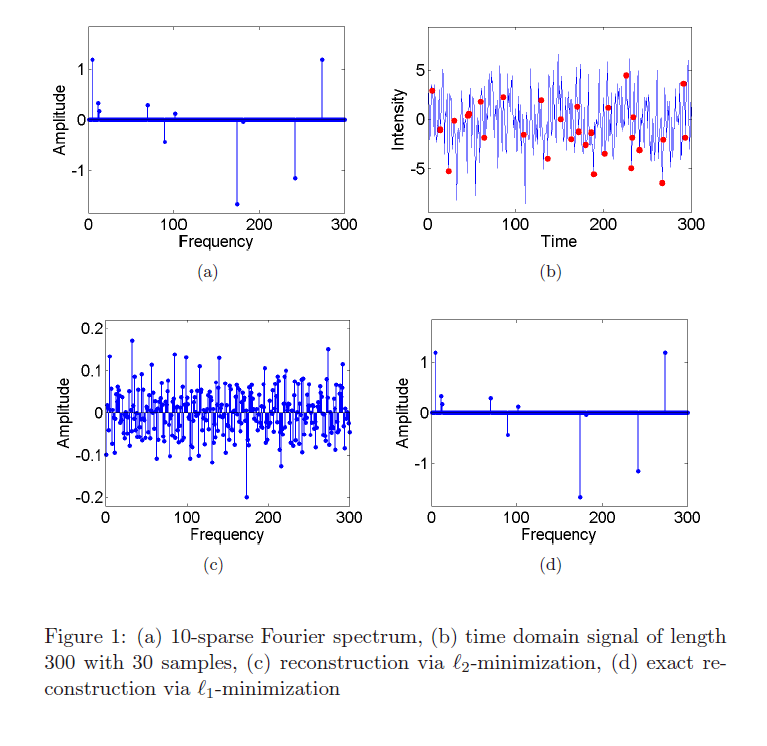 1
0
-1
Amplitude
0 100 200 300
Frequency
(a)
5
0
-5
Intensity
0 100 200 300
Time
(b)
0.2
0.1
0
-0.1
-0.2
Amplitude
0 100 200 300
Frequency
(c)
1
0
-1
Amplitude
0 100 200 300
Frequency
(d)
Figure 1: (a) 10-sparse Fourier spectrum, (b) time domain signal of length
300 with 30 samples, (c) reconstruction via ℓ₂-minimization, (d) exact re-
construction via ℓ₁-minimization